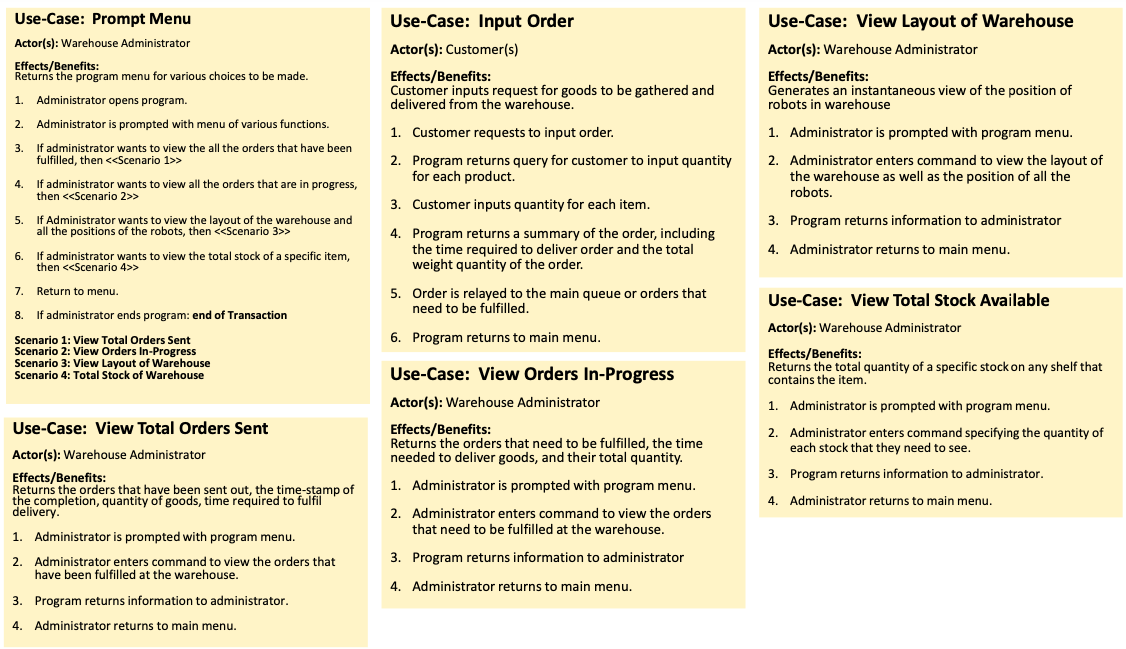 Use-Case: Prompt Menu
Actor(s): Warehouse Administrator
Effects/Benefits:
Returns the program menu for various choices to be made.
1. Administrator opens program.
2. Administrator is prompted with menu of various functions.
3. If administrator wants to view the all the orders that have been
fulfilled, then <<Scenario 1>>
4. If administrator wants to view all the orders that are in progress,
then <<Scenario 2>>
5. If Administrator wants to view the layout of the warehouse and
all the positions of the robots, then <<Scenario 3>>
6. If administrator wants to view the total stock of a specific item,
then <<Scenario 4>>
7. Return to menu.
8. If administrator ends program: end of Transaction
Scenario 1: View Total Orders Sent
Scenario 2: View Orders In-Progress
Scenario 3: View Layout of Warehouse
Scenario 4: Total Stock of Warehouse
Use-Case: View Total Orders Sent
Actor(s): Warehouse Administrator
Effects/Benefits:
Returns the orders that have been sent out, the time-stamp of
the completion, quantity of goods, time required to fulfil
delivery.
1. Administrator is prompted with program menu.
2. Administrator enters command to view the orders that
have been fulfilled at the warehouse.
3. Program returns information to administrator.
4. Administrator returns to main menu.
Use-Case: Input Order
Actor(s): Customer(s)
Effects/Benefits:
Customer inputs request for goods to be gathered and
delivered from the warehouse.
1. Customer requests to input order.
2. Program returns query for customer to input quantity
for each product.
3. Customer inputs quantity for each item.
4. Program returns a summary of the order, including
the time required to deliver order and the total
weight quantity of the order.
5. Order is relayed to the main queue or orders that
need to be fulfilled.
6. Program returns to main menu.
Use-Case: View Orders In-Progress
Actor(s): Warehouse Administrator
Effects/Benefits:
Returns the orders that need to be fulfilled, the time
needed to deliver goods, and their total quantity.
1. Administrator is prompted with program menu.
2. Administrator enters command to view the orders
that need to be fulfilled at the warehouse.
3. Program returns information to administrator
4. Administrator returns to main menu.
Use-Case: View Layout of Warehouse
Actor(s): Warehouse Administrator
Effects/Benefits:
Generates an instantaneous view of the position of
robots in warehouse
1. Administrator is prompted with program menu.
2. Administrator enters command to view the layout of
the warehouse as well as the position of all the
robots.
3. Program returns information to administrator
4. Administrator returns to main menu.
Use-Case: View Total Stock Available
Actor(s): Warehouse Administrator
Effects/Benefits:
Returns the total quantity of a specific stock on any shelf that
contains the item.
1. Administrator is prompted with program menu.
2. Administrator enters command specifying the quantity of
each stock that they need to see.
3. Program returns information to administrator.
4. Administrator returns to main menu.